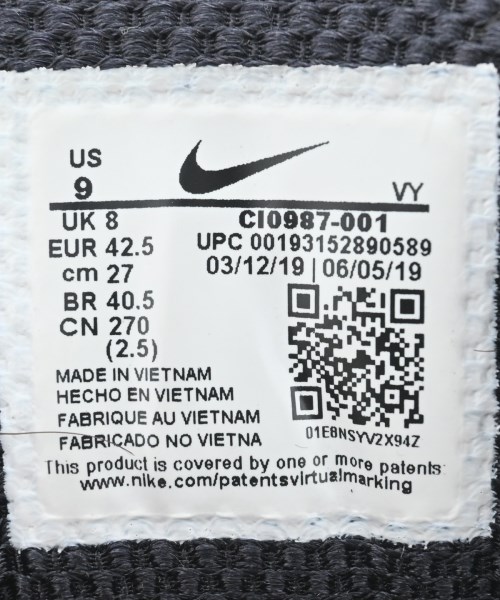 US
9
VY
UK 8
EUR 42.5
cm 27
BR 40.5
CN 270
(2.5)
CI0987-001
UPC 00193152890589
03/12/19 | 06/05/19
01E8NSYV2X94Z
MADE IN VIETNAM
HECHO EN VIETNAM
FABRIQUE AU VIETNAM
FABRICADO NO VIETNA
This product is covered by one or more patents:
www.nike.com/patentsvirtualmarking